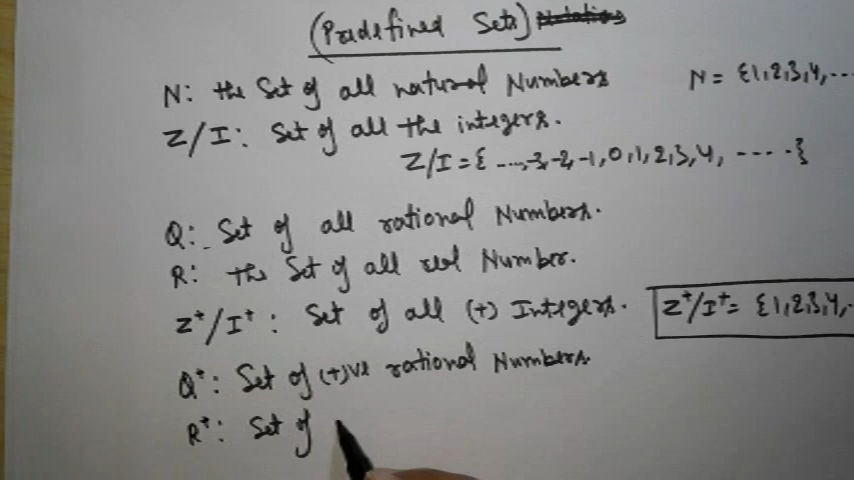 (Predefined Sets)
N: the Set of all natural Numbers N = {1,2,3,4,...
Z/I: Set of all the integers.
Z/I = { ...,-3,-2,-1,0,1,2,3,4, ....}
Q: Set of all rational Numbers.
R: the Set of all real Number.
Z⁺/I⁺: Set of all (+) Integers. Z⁺/I⁺= {1,2,3,4,.
Q⁺: Set of (+)ve rational Numbers
R⁺: Set of